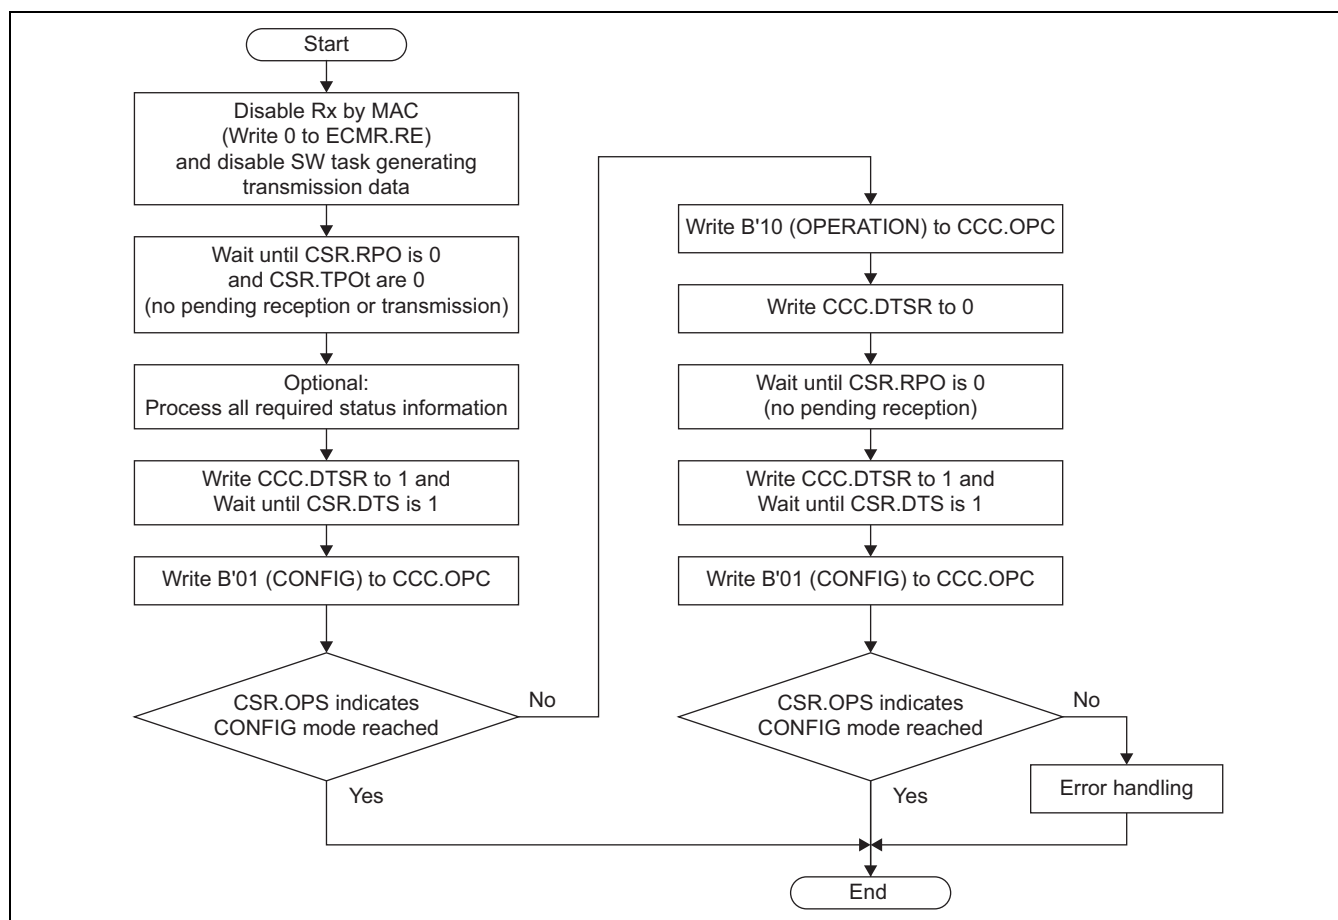 Start
Disable Rx by MAC
(Write 0 to ECMR.RE)
and disable SW task generating
transmission data
Wait until CSR.RPO is 0
and CSR.TPOt are 0
(no pending reception or transmission)
Optional:
Process all required status information
Write CCC.DTSR to 1 and
Wait until CSR.DTS is 1
Write B'01 (CONFIG) to CCC.OPC
CSR.OPS indicates
CONFIG mode reached
No
Yes
Write B'10 (OPERATION) to CCC.OPC
Write CCC.DTSR to 0
Wait until CSR.RPO is 0
(no pending reception)
Write CCC.DTSR to 1 and
Wait until CSR.DTS is 1
Write B'01 (CONFIG) to CCC.OPC
CSR.OPS indicates
CONFIG mode reached
No
Yes
Error handling
End